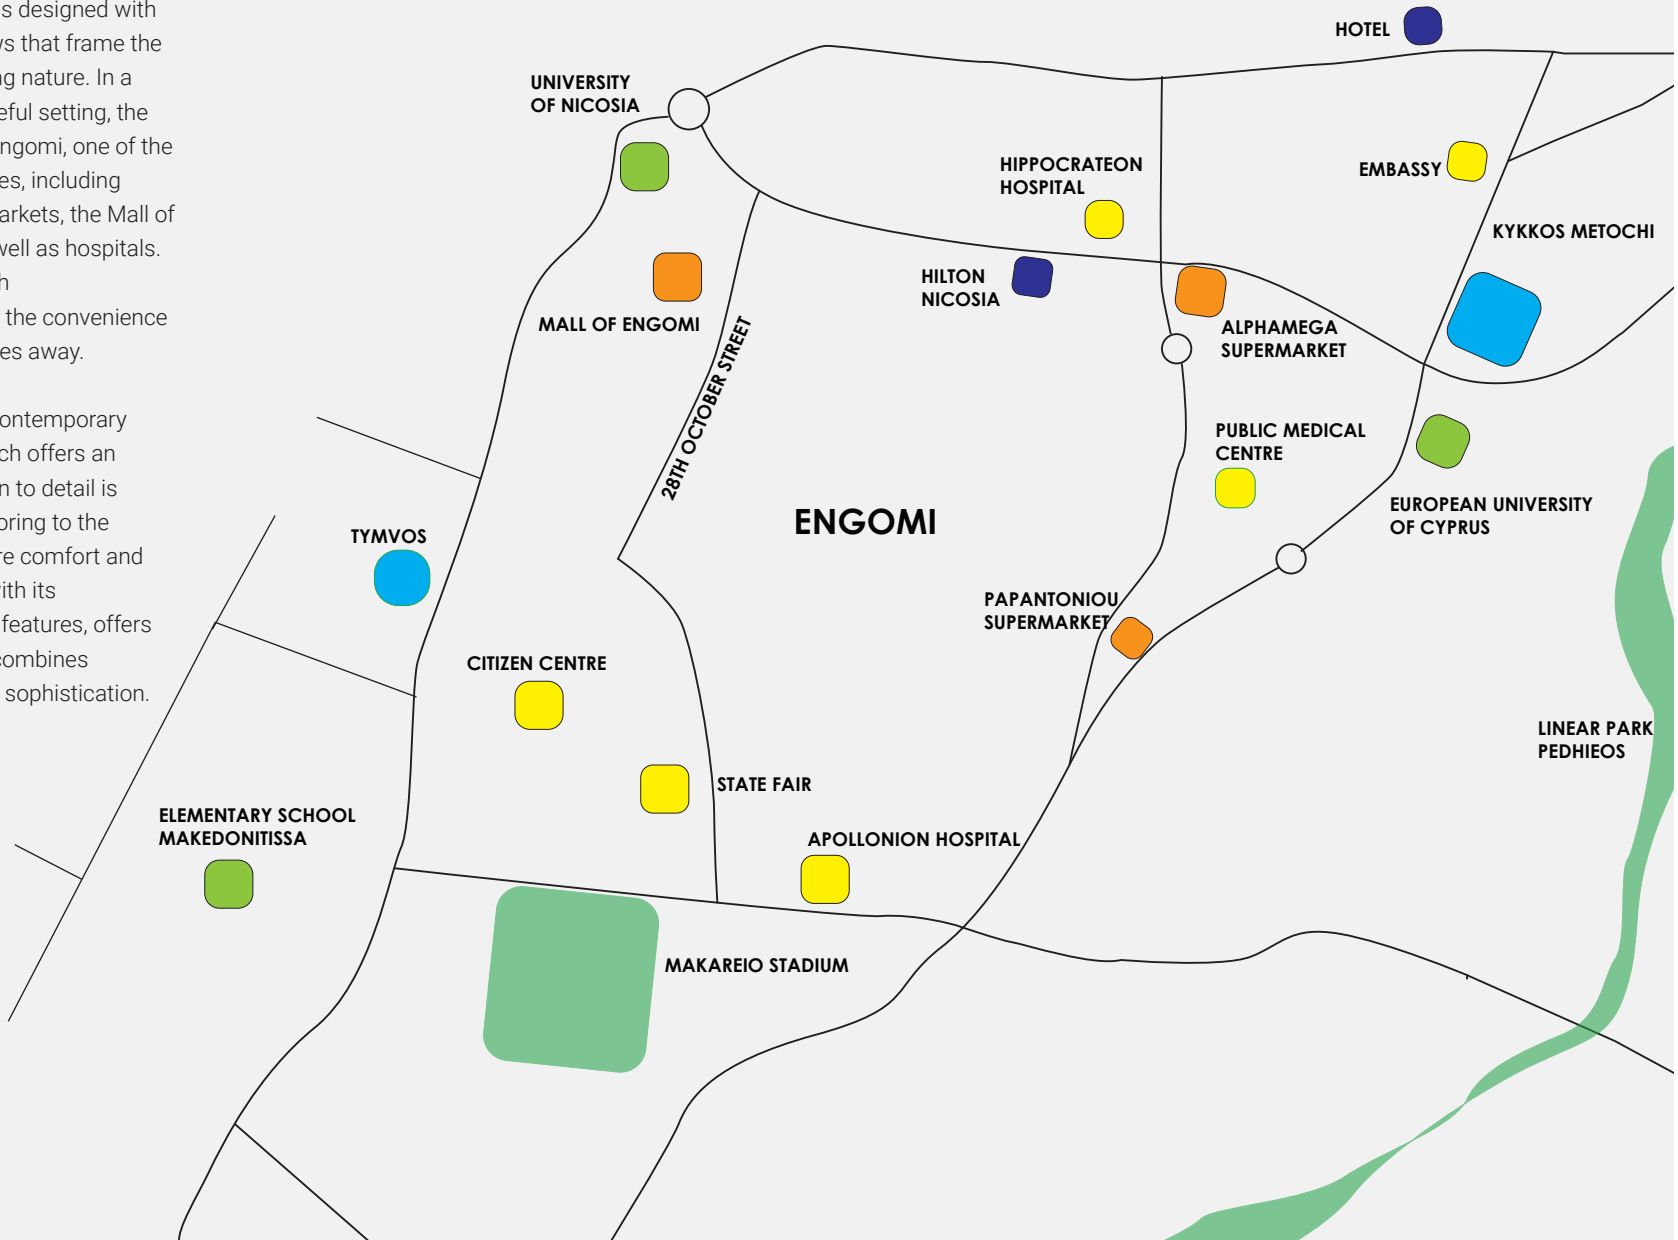 s designed with
ws that frame the
ng nature. In a
eful setting, the
ngomi, one of the
es, including
arkets, the Mall of
well as hospitals.
h
the convenience
es away.
ontemporary
ch offers an
n to detail is
oring to the
re comfort and
with its
features, offers
combines
sophistication.
HOTEL
UNIVERSITY
OF NICOSIA
HIPPOCRATEON
HOSPITAL
EMBASSY
KYKKOS METOCHI
HILTON
NICOSIA
MALL OF ENGOMI
ALPHAMEGA
SUPERMARKET
28TH OCTOBER STREET
PUBLIC MEDICAL
CENTRE
EUROPEAN UNIVERSITY
OF CYPRUS
ENGOMI
TYMVOS
PAPANTONIOU
SUPERMARKET
CITIZEN CENTRE
LINEAR PARK
PEDHIEOS
STATE FAIR
ELEMENTARY SCHOOL
MAKEDONITISSA
APOLLONION HOSPITAL
MAKAREIO STADIUM